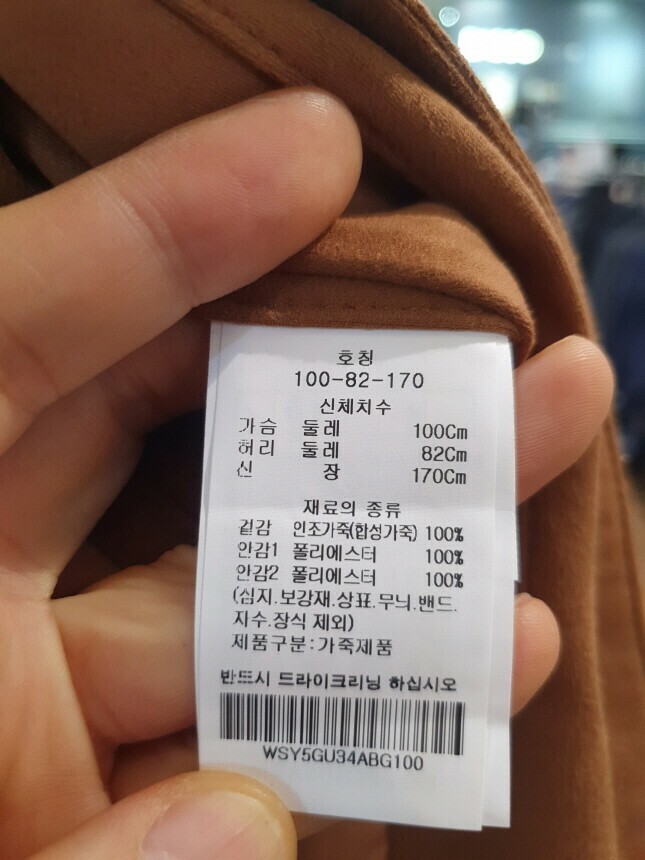 호칭
100-82-170
신체치수
가슴 둘레 100Cm
허리 둘레 82Cm
신 장 170Cm
재료의 종류
겉감 인조가죽(합성가죽) 100%
안감1 폴리에스터 100%
안감2 폴리에스터 100%
(심지.보강재.상표.무늬.밴드.
자수.장식 제외)
제품구분:가죽제품
반드시 드라이크리닝 하십시오
WSY5GU34ABG100